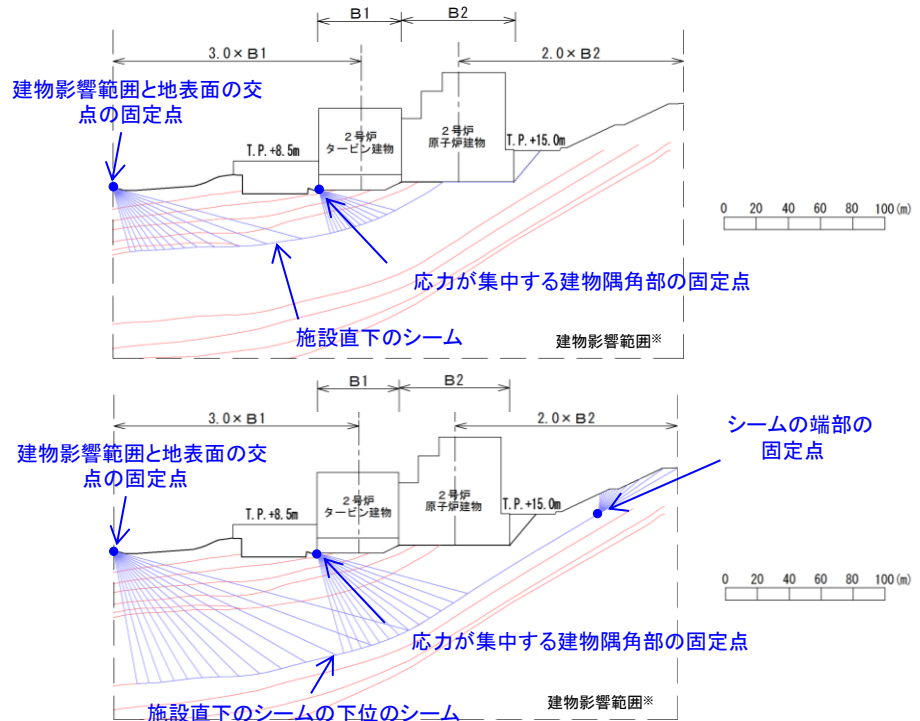 B1
B2
3.0×B1
2.0×B2
建物影響範囲と地表面の交
点の固定点
2号炉
タービン建物
2号炉
原子炉建物
T.P.+8.5m
T.P.+15.0m
0 20 40 60 80 100(m)
応力が集中する建物隅角部の固定点
施設直下のシーム
建物影響範囲※
B1
B2
3.0×B1
2.0×B2
シームの端部の
固定点
建物影響範囲と地表面の交
点の固定点
2号炉
タービン建物
2号炉
原子炉建物
T.P.+8.5m
T.P.+15.0m
0 20 40 60 80 100(m)
応力が集中する建物隅角部の固定点
建物影響範囲※
施設直下のシームの下位のシーム